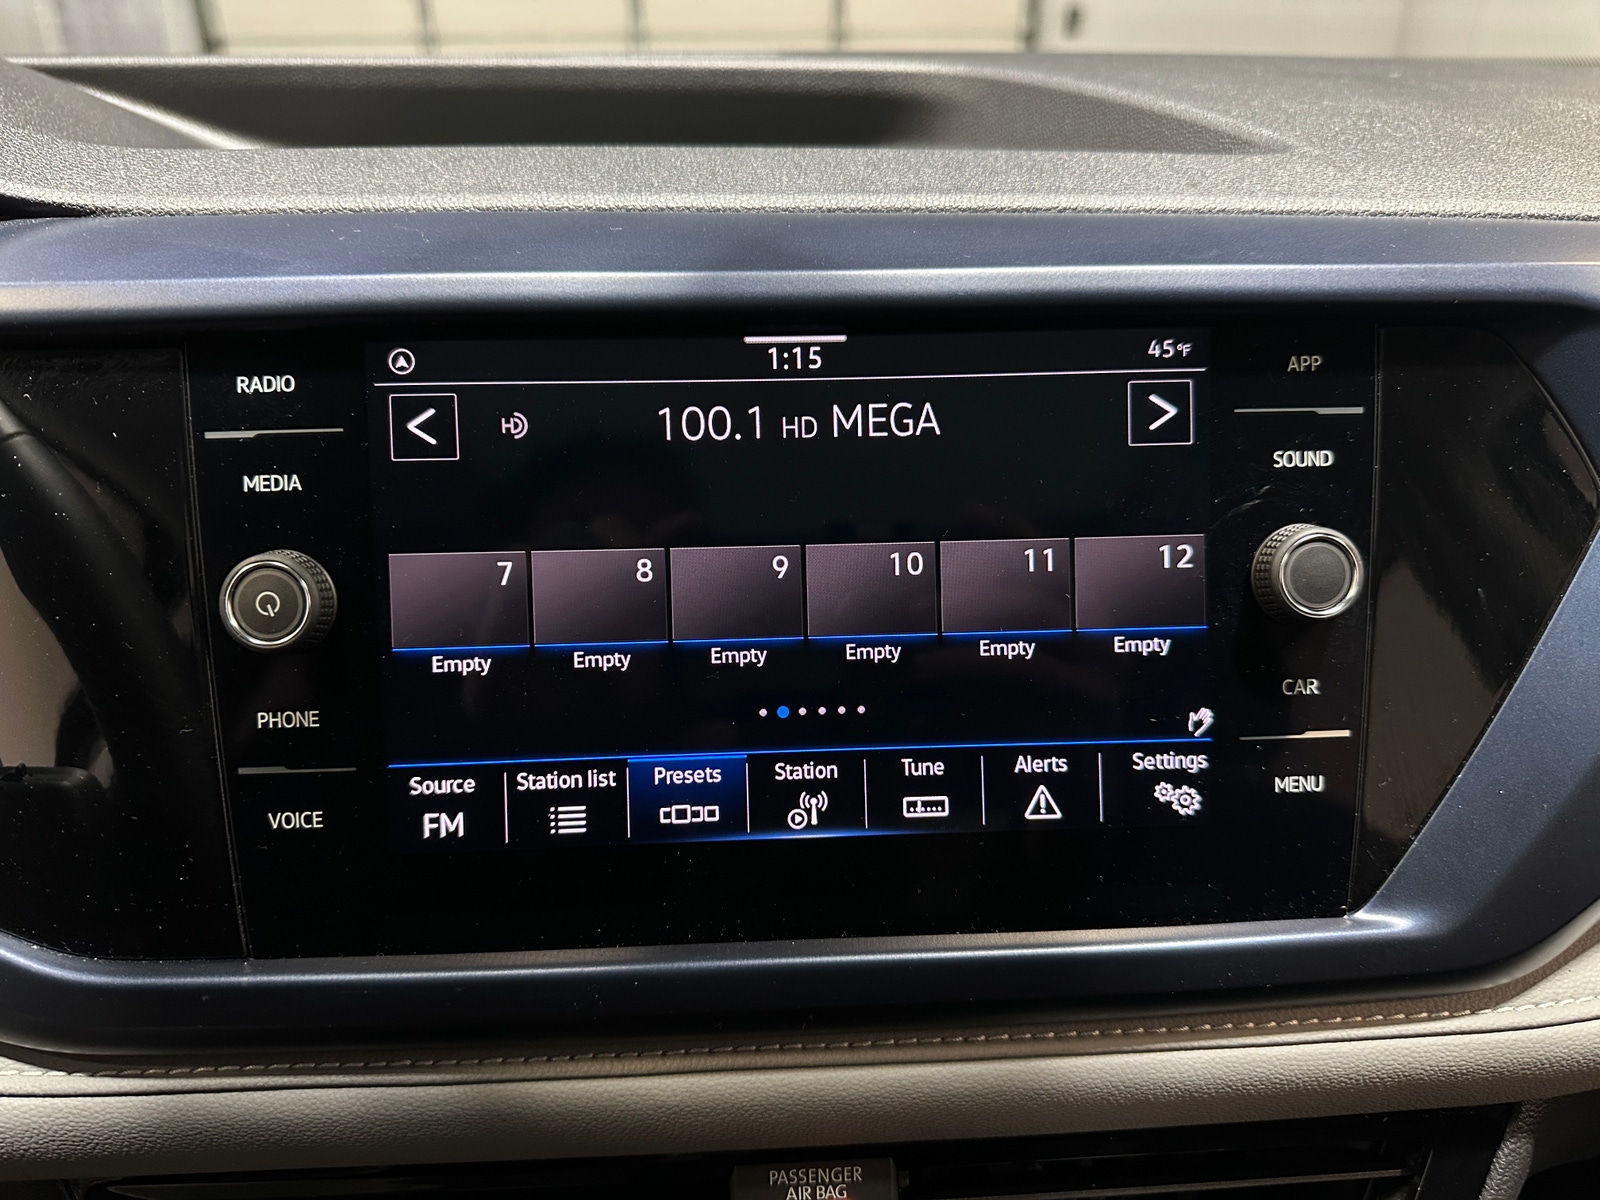 RADIO
MEDIA
PHONE
VOICE
1:15
45°F
<
HD
100.1 HD MEGA
>
7 8 9 10 11 12
Empty Empty Empty Empty Empty Empty
Source Station list Presets Station Tune Alerts Settings
FM
APP
SOUND
CAR
MENU
PASSENGER
AIR BAG